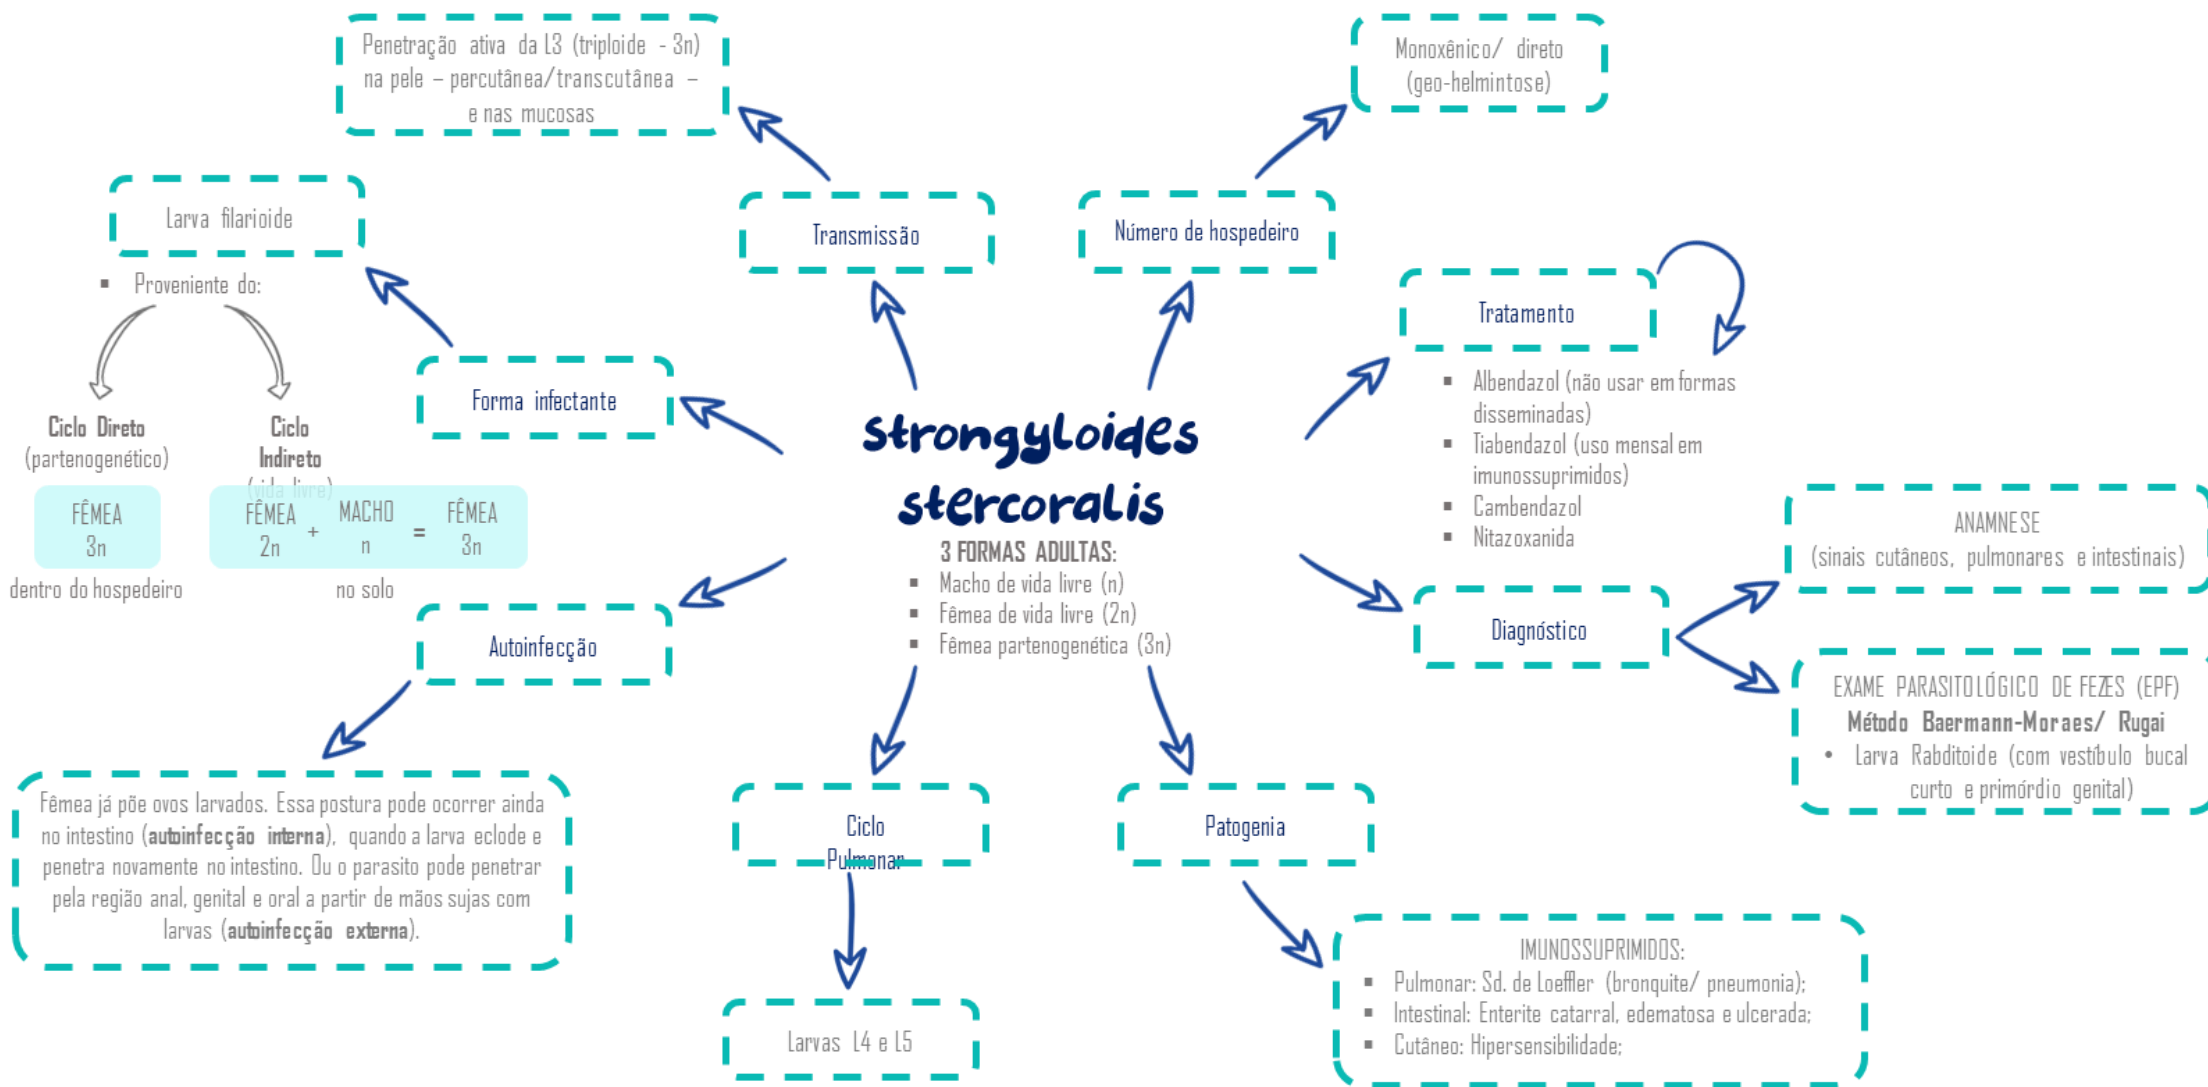 Penetração ativa da L3 (triploide - 3n)
na pele – percutânea/transcutânea –
e nas mucosas
Monoxênico/ direto
(geo-helmintose)
Larva filarioide
▪ Proveniente do:
Ciclo Direto
(partenogenético)
FÊMEA
3n
dentro do hospedeiro
Ciclo
Indireto
(vida livre)
FÊMEA + MACHO = FÊMEA
2n n 3n
no solo
Transmissão
Número de hospedeiro
Forma infectante
Tratamento
▪ Albendazol (não usar em formas
disseminadas)
▪ Tiabendazol (uso mensal em
imunossuprimidos)
▪ Cambendazol
▪ Nitazoxanida
strongyloides
stercoralis
3 FORMAS ADULTAS:
▪ Macho de vida livre (n)
▪ Fêmea de vida livre (2n)
▪ Fêmea partenogenética (3n)
Autoinfecção
Diagnóstico
ANAMNESE
(sinais cutâneos, pulmonares e intestinais)
EXAME PARASITOLÓGICO DE FEZES (EPF)
Método Baermann-Moraes/ Rugai
• Larva Rabditoide (com vestíbulo bucal
curto e primórdio genital)
Fêmea já põe ovos larvados. Essa postura pode ocorrer ainda
no intestino (autoinfecção interna), quando a larva eclode e
penetra novamente no intestino. Ou o parasito pode penetrar
pela região anal, genital e oral a partir de mãos sujas com
larvas (autoinfecção externa).
Ciclo
Pulmonar
Larvas L4 e L5
Patogenia
IMUNOSSUPRIMIDOS:
▪ Pulmonar: Sd. de Loeffler (bronquite/ pneumonia);
▪ Intestinal: Enterite catarral, edematosa e ulcerada;
▪ Cutâneo: Hipersensibilidade;